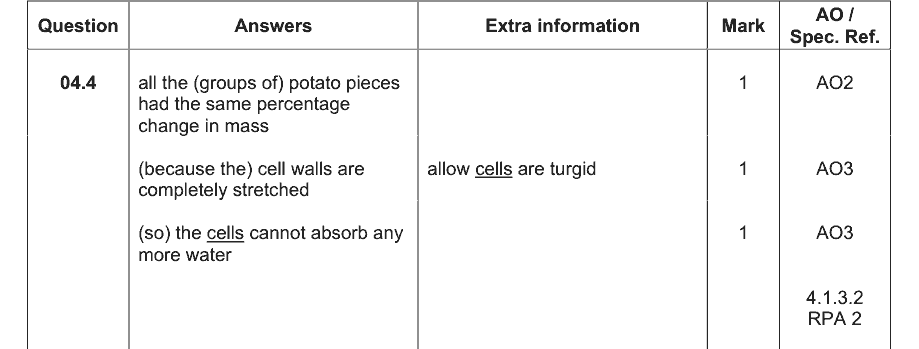 Question Answers Extra information Mark AO /
Spec. Ref.
04.4 all the (groups of) potato pieces 1 AO2
had the same percentage
change in mass
(because the) cell walls are allow cells are turgid 1 AO3
completely stretched
(so) the cells cannot absorb any 1 AO3
more water
4.1.3.2
RPA 2